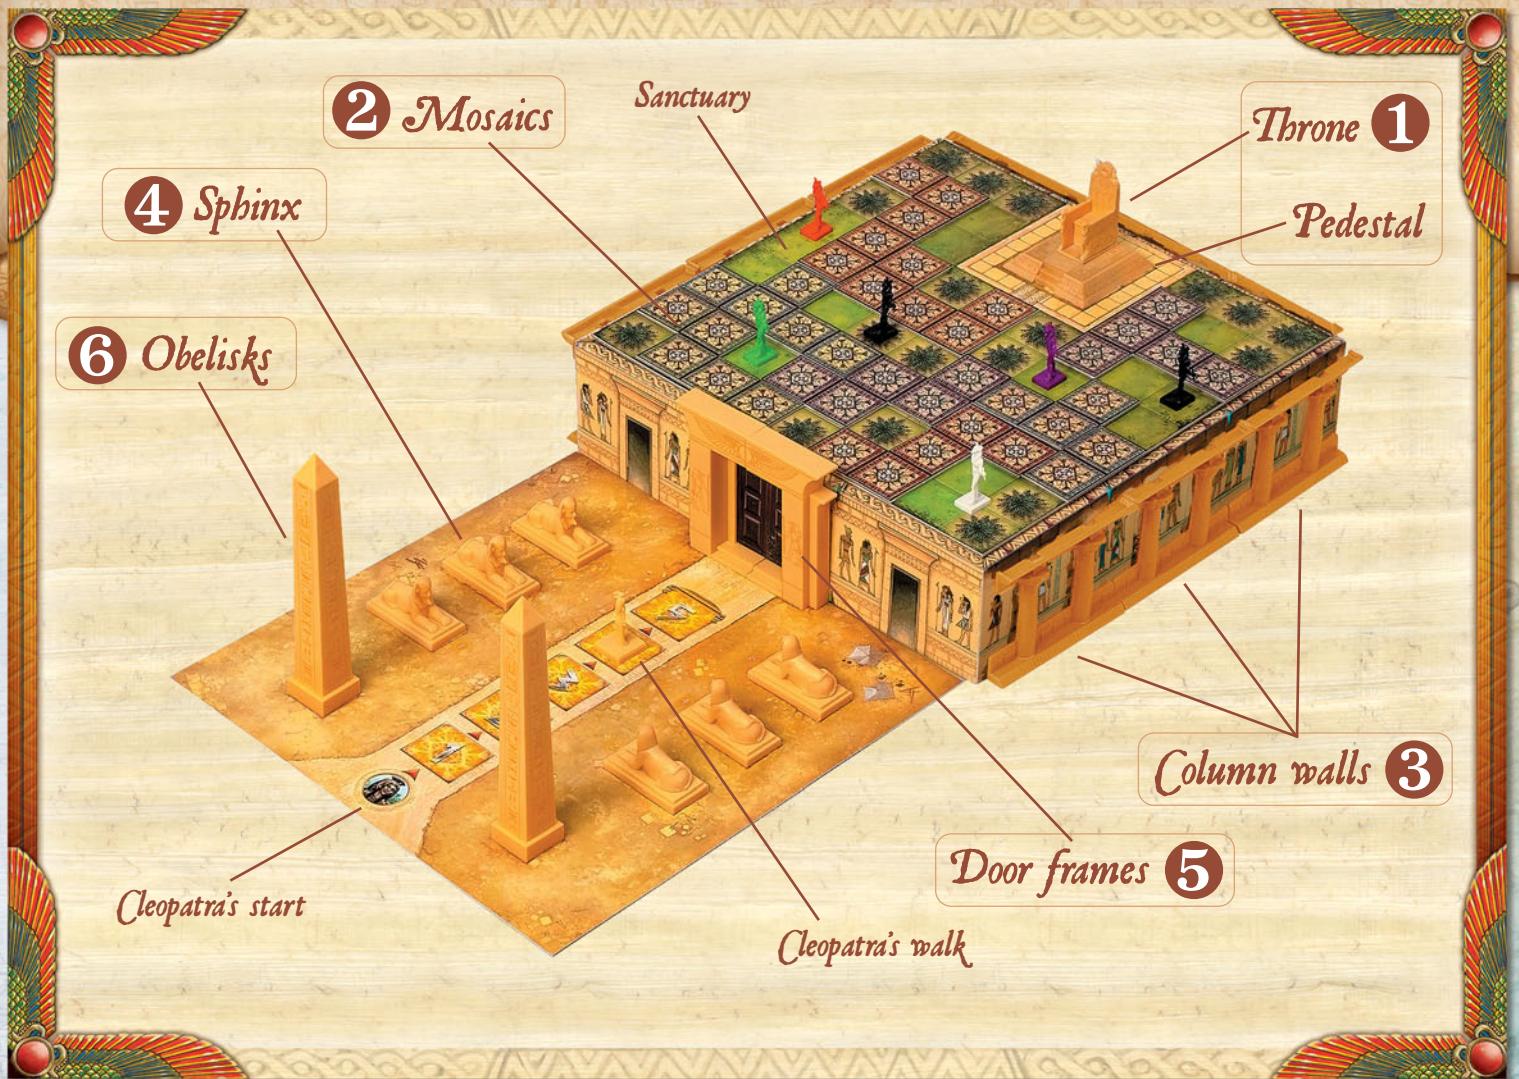 2 Mosaics
Sanctuary
Throne 1
Pedestal
4 Sphinx
6 Obelisks
Column walls 3
Door frames 5
Cleopatra's start
Cleopatra's walk